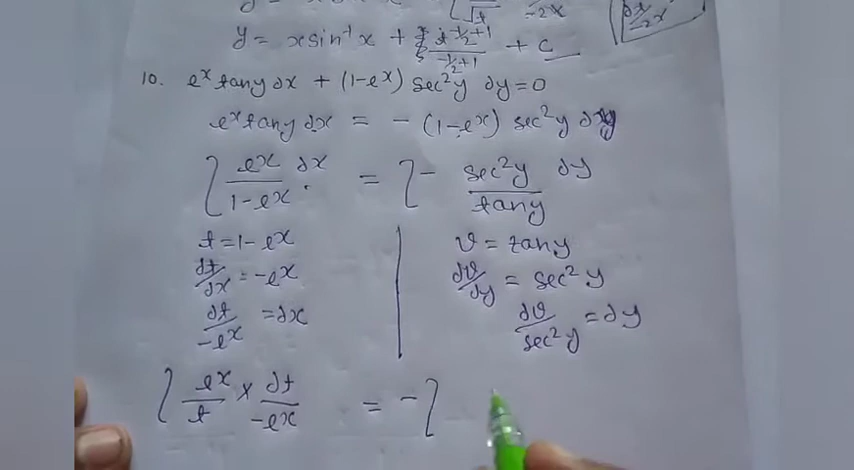 y = x sin⁻¹x + t^(-1/2+1) / (-1/2+1) + c
10. eˣ tany dx + (1-eˣ) sec²y dy = 0
eˣ tany dx = - (1-eˣ) sec²y dy
∫ eˣ/(1-eˣ) dx = ∫ - sec²y/tany dy
t = 1-eˣ
dt/dx = -eˣ
dt/-eˣ = dx
v = tany
dv/dy = sec²y
dv/sec²y = dy
∫ eˣ/t × dt/-eˣ = - ∫